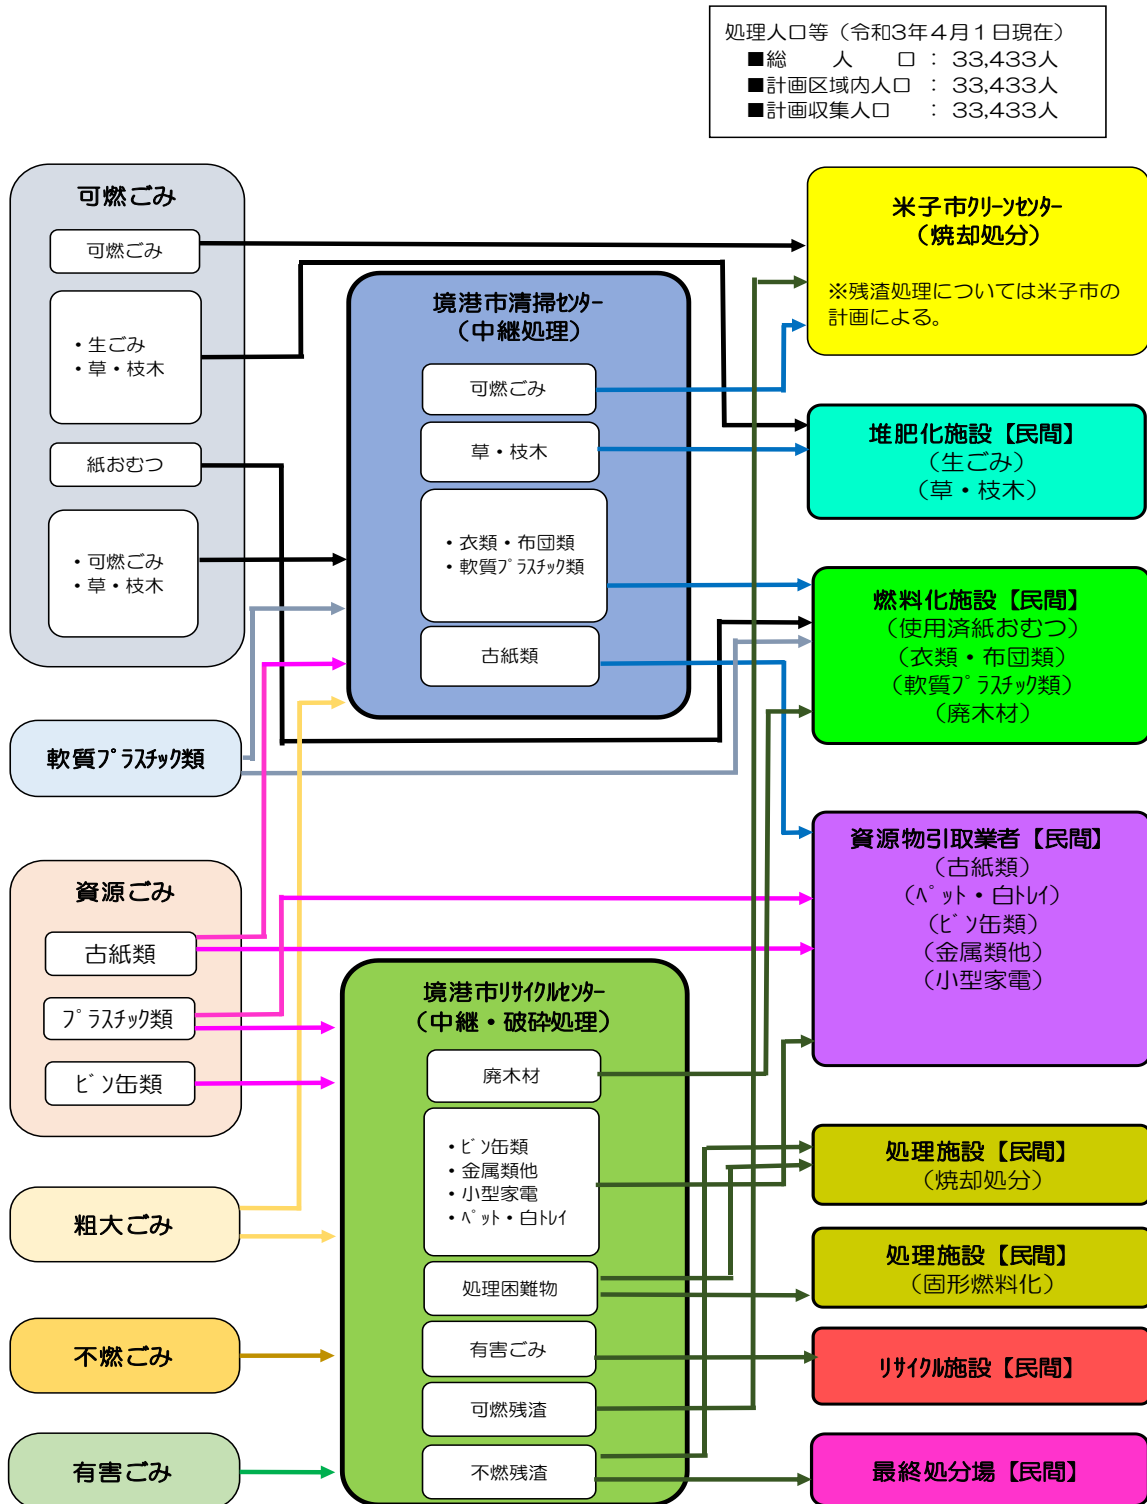 処理人口等（令和3年4月1日現在）
■総　人　口 : 33,433人
■計画区域内人口 : 33,433人
■計画収集人口 : 33,433人
可燃ごみ
可燃ごみ
・生ごみ
・草・枝木
紙おむつ
・可燃ごみ
・草・枝木
軟質ﾌﾟﾗｽﾁｯｸ類
資源ごみ
古紙類
ﾌﾟﾗｽﾁｯｸ類
ﾋﾞﾝ缶類
粗大ごみ
不燃ごみ
有害ごみ
境港市清掃ｾﾝﾀｰ
（中継処理）
可燃ごみ
草・枝木
・衣類・布団類
・軟質ﾌﾟﾗｽﾁｯｸ類
古紙類
境港市ﾘｻｲｸﾙｾﾝﾀｰ
（中継・破砕処理）
廃木材
・ﾋﾞﾝ缶類
・金属類他
・小型家電
・ﾍﾟｯﾄ・白ﾄﾚｲ
処理困難物
有害ごみ
可燃残渣
不燃残渣
米子市ｸﾘｰﾝｾﾝﾀｰ
（焼却処分）
※残渣処理については米子市の
計画による。
堆肥化施設【民間】
（生ごみ）
（草・枝木）
燃料化施設【民間】
（使用済紙おむつ）
（衣類・布団類）
（軟質ﾌﾟﾗｽﾁｯｸ類）
（廃木材）
資源物引取業者【民間】
（古紙類）
（ﾍﾟｯﾄ・白ﾄﾚｲ）
（ﾋﾞﾝ缶類）
（金属類他）
（小型家電）
処理施設【民間】
（焼却処分）
処理施設【民間】
（固形燃料化）
ﾘｻｲｸﾙ施設【民間】
最終処分場【民間】